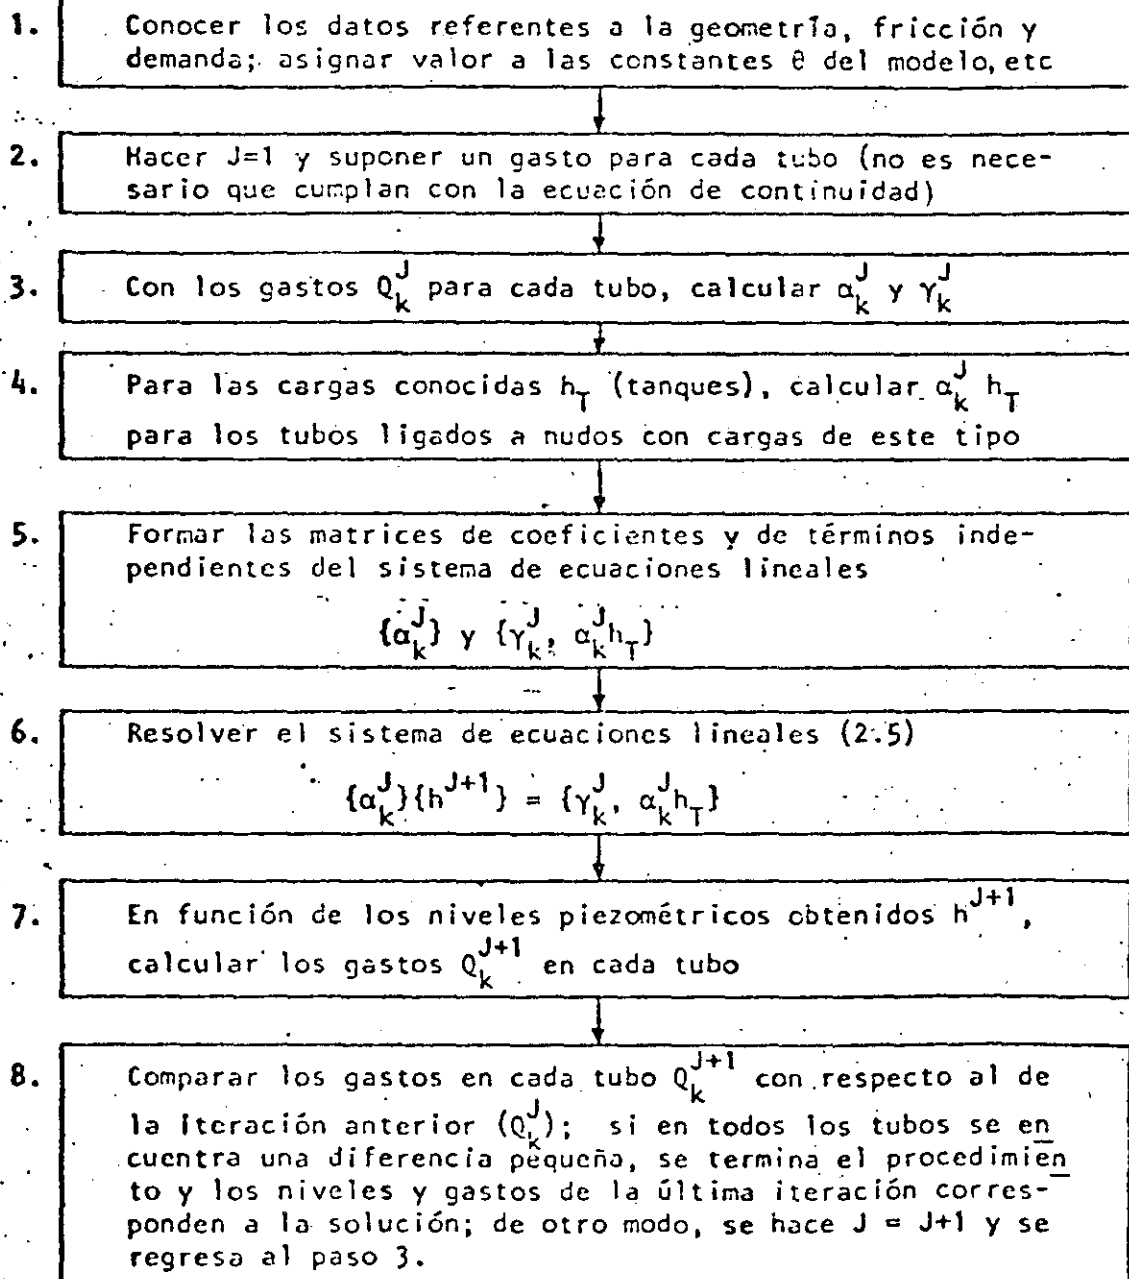 1. Conocer los datos referentes a la geometría, fricción y
demanda; asignar valor a las constantes θ del modelo, etc
2. Hacer J=1 y suponer un gasto para cada tubo (no es nece-
sario que cumplan con la ecuación de continuidad)
3. Con los gastos Q_k^J para cada tubo, calcular α_k^J y γ_k^J
4. Para las cargas conocidas h_T (tanques), calcular α_k^J h_T
para los tubos ligados a nudos con cargas de este tipo
5. Formar las matrices de coeficientes y de términos inde-
pendientes del sistema de ecuaciones lineales
{α_k^J} y {γ_k^J, α_k^J h_T}
6. Resolver el sistema de ecuaciones lineales (2.5)
{α_k^J}{h^{J+1}} = {γ_k^J, α_k^J h_T}
7. En función de los niveles piezométricos obtenidos h^{J+1},
calcular los gastos Q_k^{J+1} en cada tubo
8. Comparar los gastos en cada tubo Q_k^{J+1} con respecto al de
la iteración anterior (Q_k^J); si en todos los tubos se en
cuentra una diferencia pequeña, se termina el procedimien
to y los niveles y gastos de la última iteración corres-
ponden a la solución; de otro modo, se hace J = J+1 y se
regresa al paso 3.